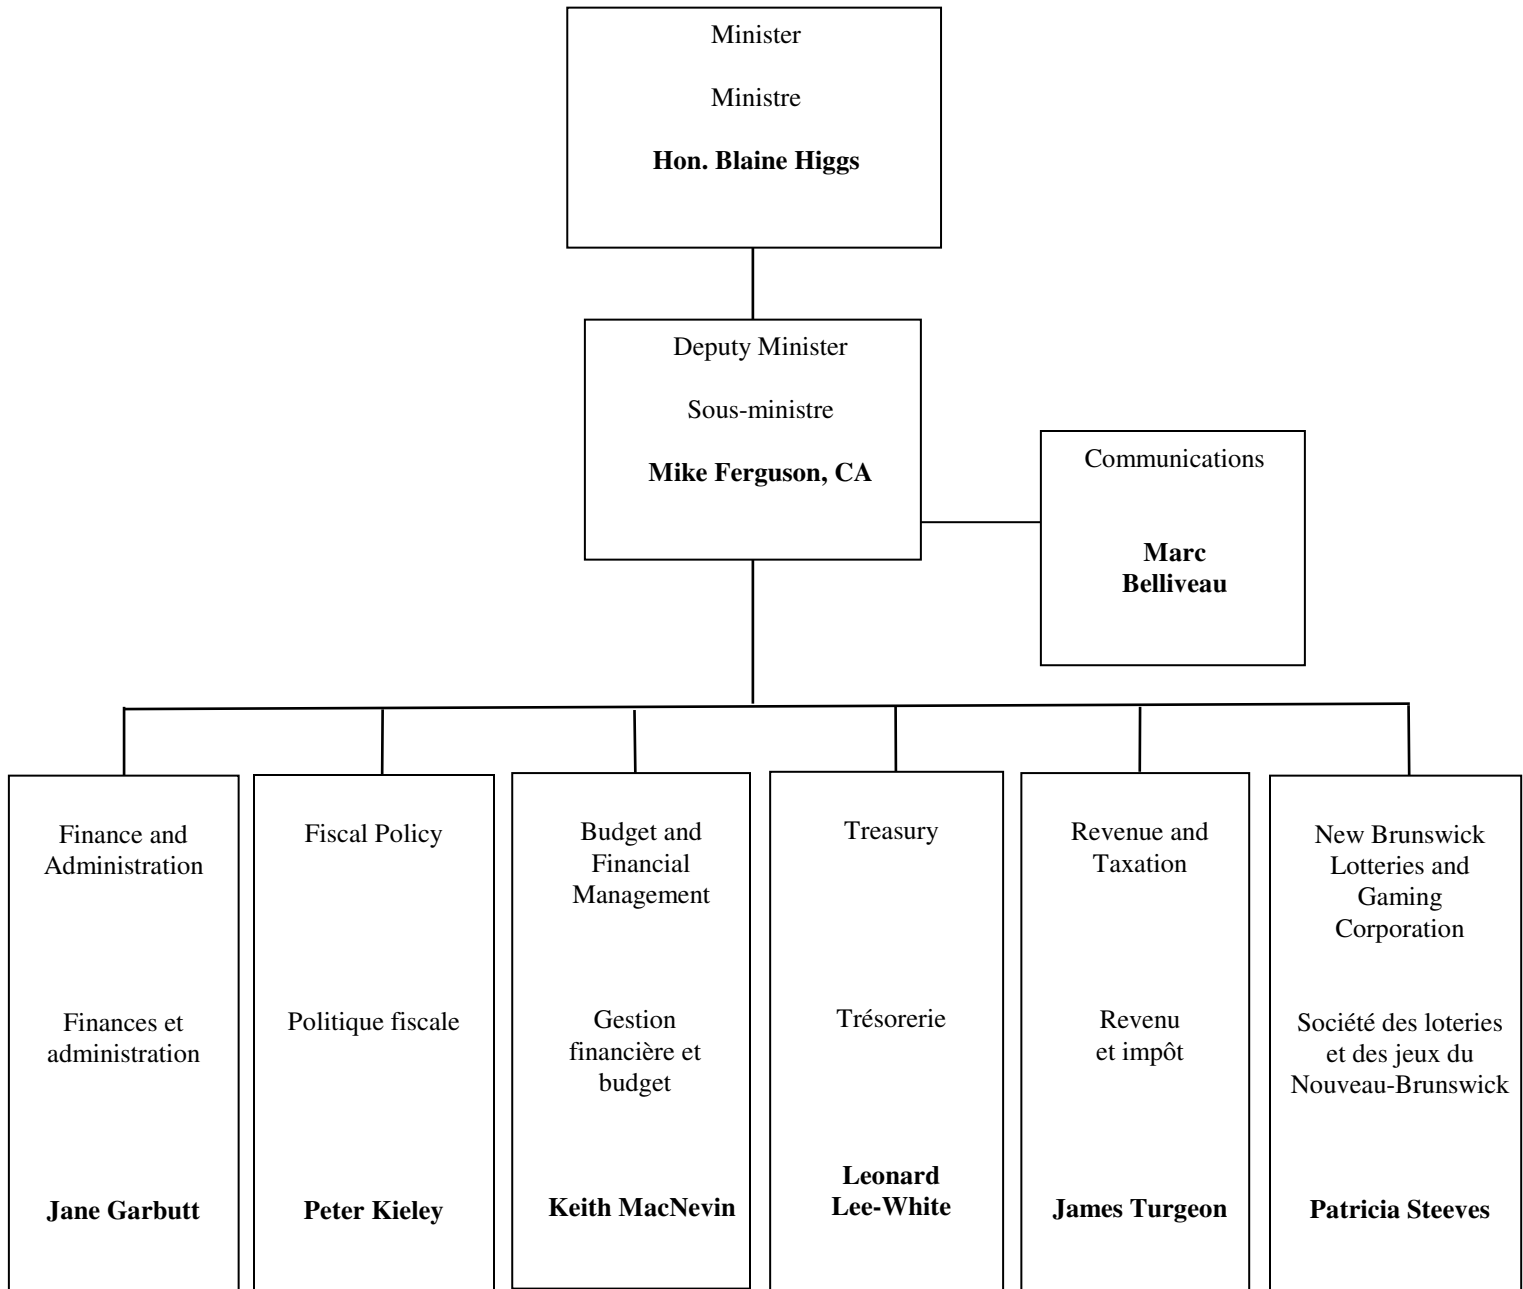 Minister
Ministre
Hon. Blaine Higgs
Deputy Minister
Sous-ministre
Mike Ferguson, CA
Communications
Marc
Belliveau
Finance and
Administration
Finances et
administration
Jane Garbutt
Fiscal Policy
Politique fiscale
Peter Kieley
Budget and
Financial
Management
Gestion
financière et
budget
Keith MacNevin
Treasury
Trésorerie
Leonard
Lee-White
Revenue and
Taxation
Revenu
et impôt
James Turgeon
New Brunswick
Lotteries and
Gaming
Corporation
Société des loteries
et des jeux du
Nouveau-Brunswick
Patricia Steeves